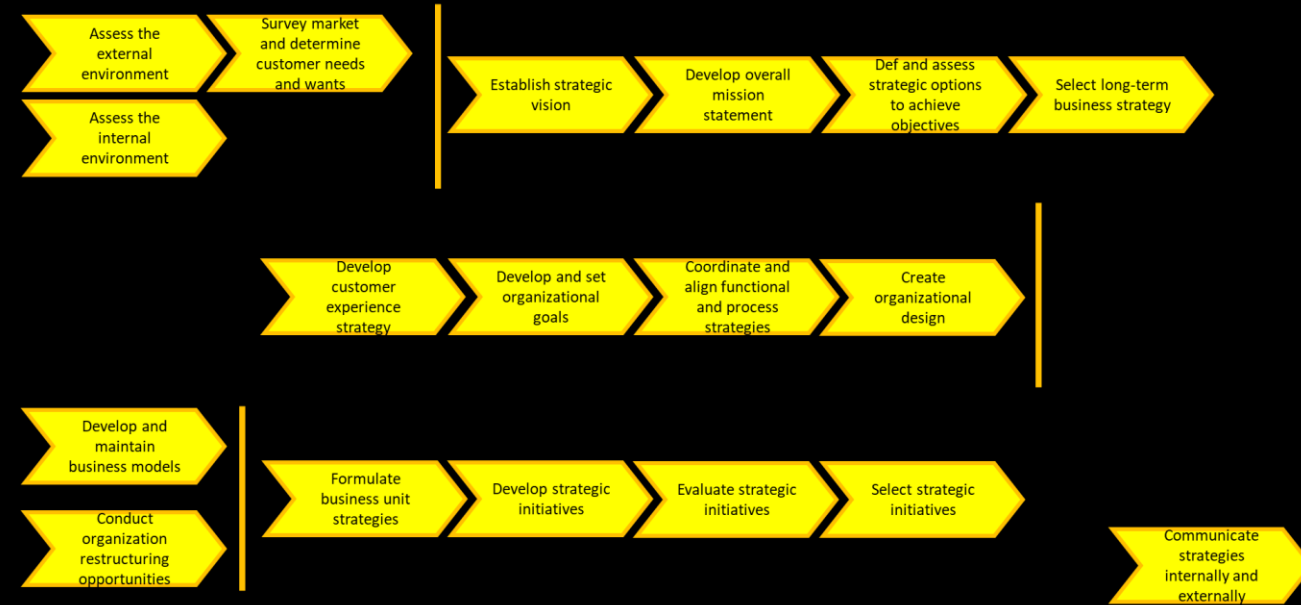 Assess the
external
environment
Survey market
and determine
customer needs
and wants
Assess the
internal
environment
Establish strategic
vision
Develop overall
mission
statement
Def and assess
strategic options
to achieve
objectives
Select long-term
business strategy
Develop
customer
experience
strategy
Develop and set
organizational
goals
Coordinate and
align functional
and process
strategies
Create
organizational
design
Develop and
maintain
business models
Conduct
organization
restructuring
opportunities
Formulate
business unit
strategies
Develop strategic
initiatives
Evaluate strategic
initiatives
Select strategic
initiatives
Communicate
strategies
internally and
externally